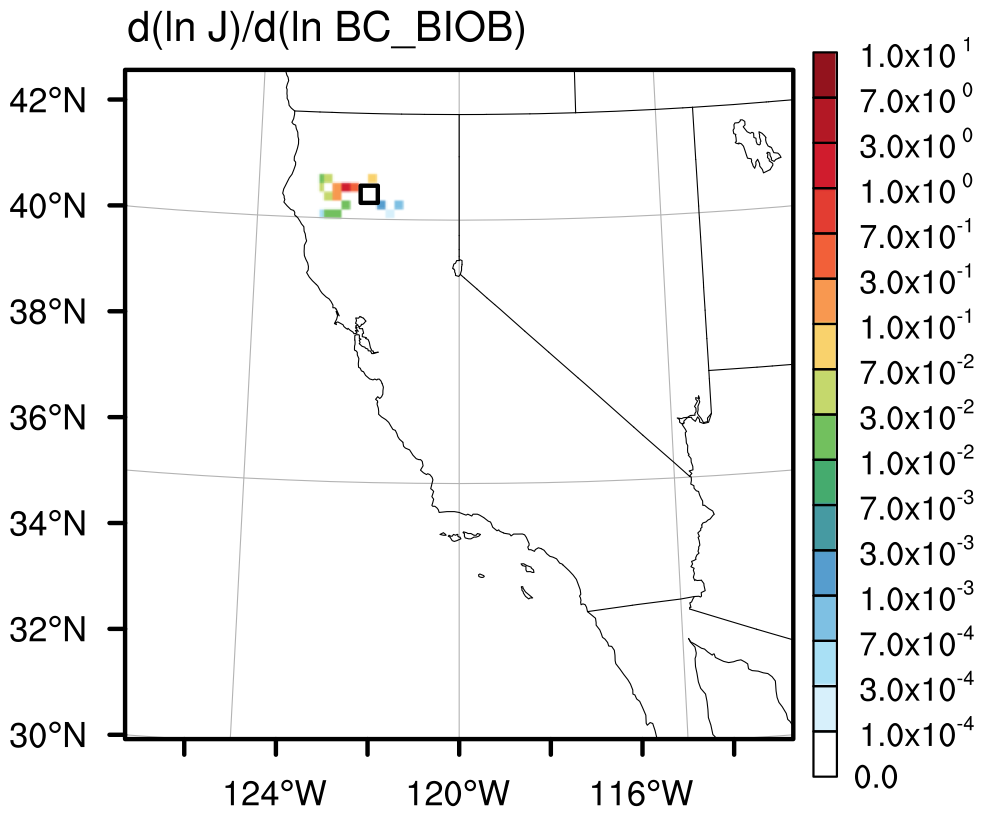 d(ln J)/d(ln BC_BIOB)
42°N
40°N
38°N
36°N
34°N
32°N
30°N
124°W 120°W 116°W
1.0x10 1
7.0x10 0
3.0x10 0
1.0x10 0
7.0x10-1
3.0x10-1
1.0x10-1
7.0x10-2
3.0x10-2
1.0x10-2
7.0x10-3
3.0x10-3
1.0x10-3
7.0x10-4
3.0x10-4
1.0x10-4
0.0